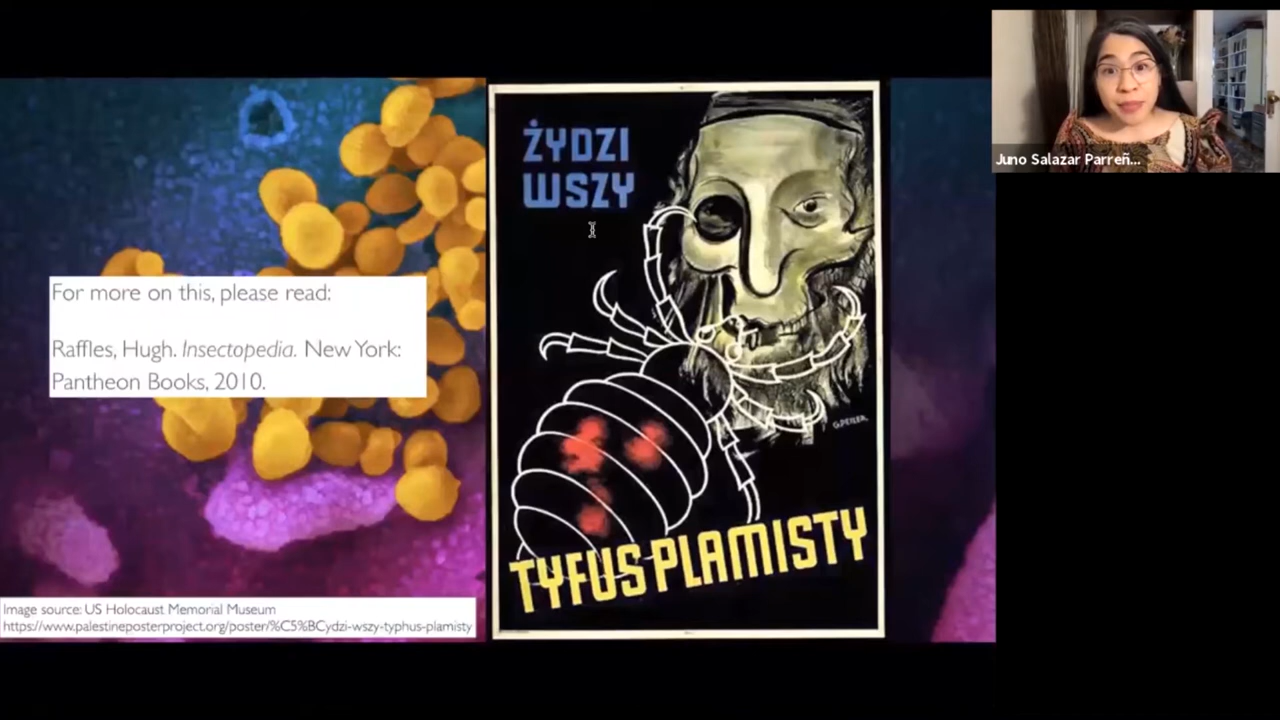 For more on this, please read:
Raffles, Hugh. Insectopedia. New York:
Pantheon Books, 2010.
Image source: US Holocaust Memorial Museum
https://www.palestineposterproject.org/poster/%C5%BCydzi-wszy-typhus-plamisty
ŻYDZI
WSZY
G.PEILER.
TYFUS PLAMISTY
Juno Salazar Parreñ...